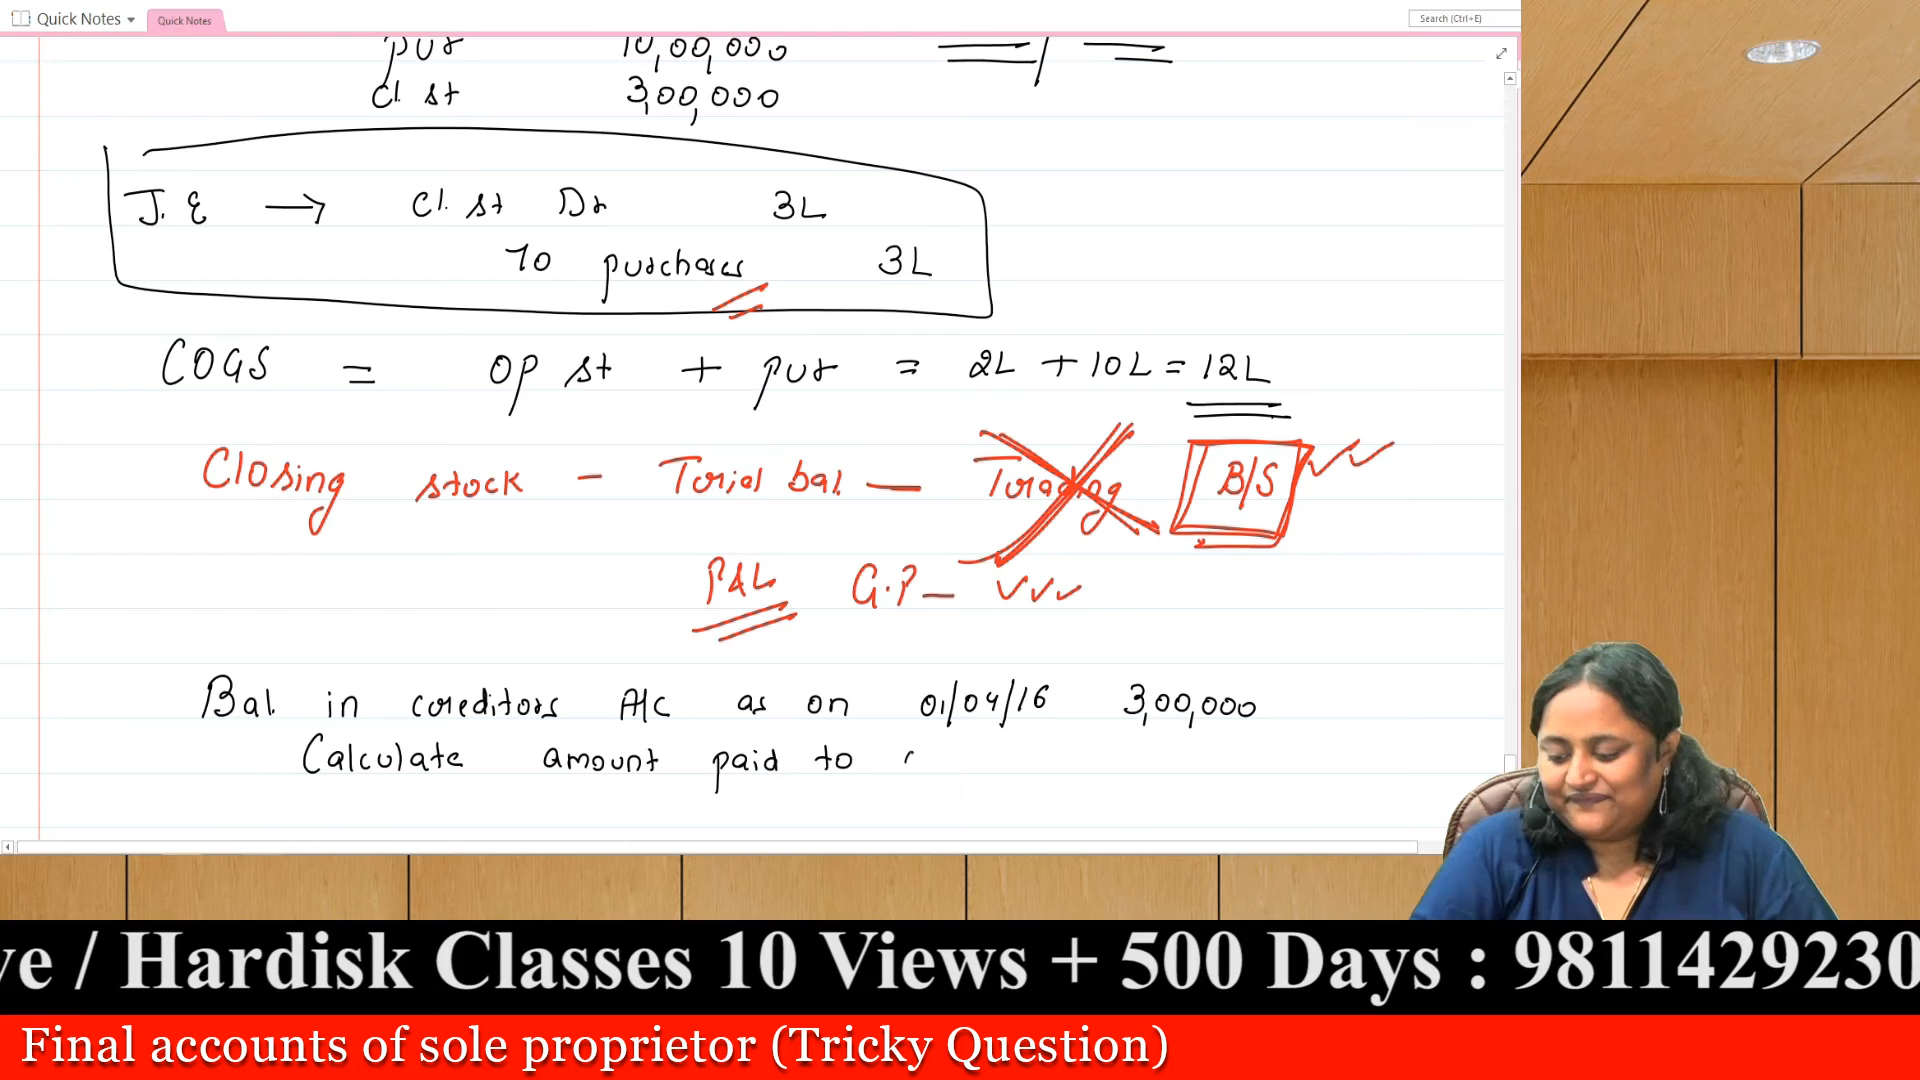 Quick Notes
Quick Notes
Search (Ctrl+E)
pur 10,00,000
cl. st 3,00,000
J.E → cl. st Dr 3L
To purchases 3L
COGS = OP st + pur = 2L + 10L = 12L
Closing stock - Trial bal. — Trading B/S
P&L G.P —
Bal. in creditors A/c as on 01/04/16 3,00,000
Calculate amount paid to
ve / Hardisk Classes 10 Views + 500 Days : 9811429230
Final accounts of sole proprietor (Tricky Question)